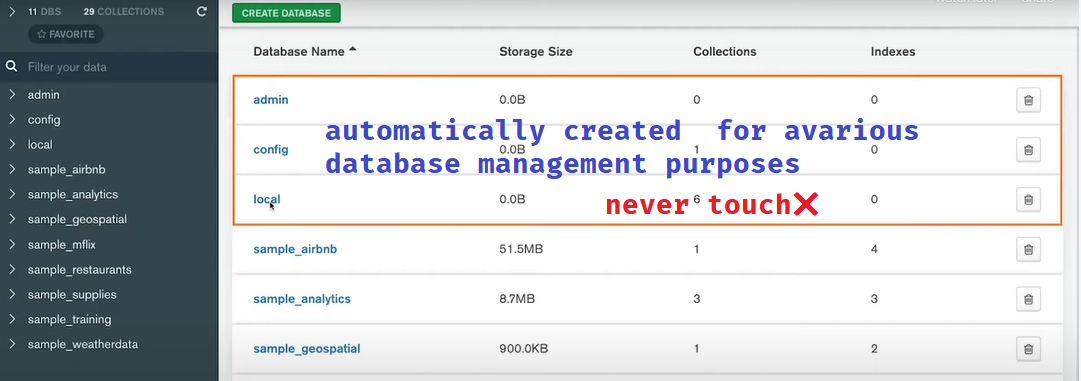 11 DBS 29 COLLECTIONS
☆ FAVORITE
Filter your data
admin
config
local
sample_airbnb
sample_analytics
sample_geospatial
sample_mflix
sample_restaurants
sample_supplies
sample_training
sample_weatherdata
CREATE DATABASE
Database Name Storage Size Collections Indexes
admin 0.0B 0 0
automatically created for avarious
config 0.0B 1 0
database management purposes
local 0.0B 6 0
never touch❌
sample_airbnb 51.5MB 1 4
sample_analytics 8.7MB 3 3
sample_geospatial 900.0KB 1 2